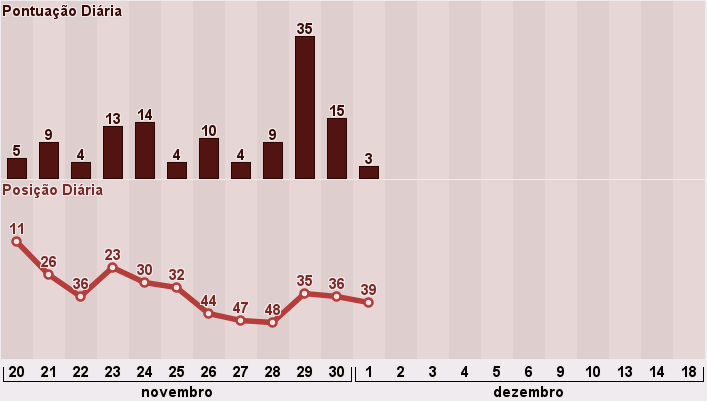 Pontuação Diária
5 9 4 13 14 4 10 4 9 35 15 3
Posição Diária
11 26 36 23 30 32 44 47 48 35 36 39
20 21 22 23 24 25 26 27 28 29 30 1 2 3 4 5 6 9 10 13 14 18
novembro dezembro